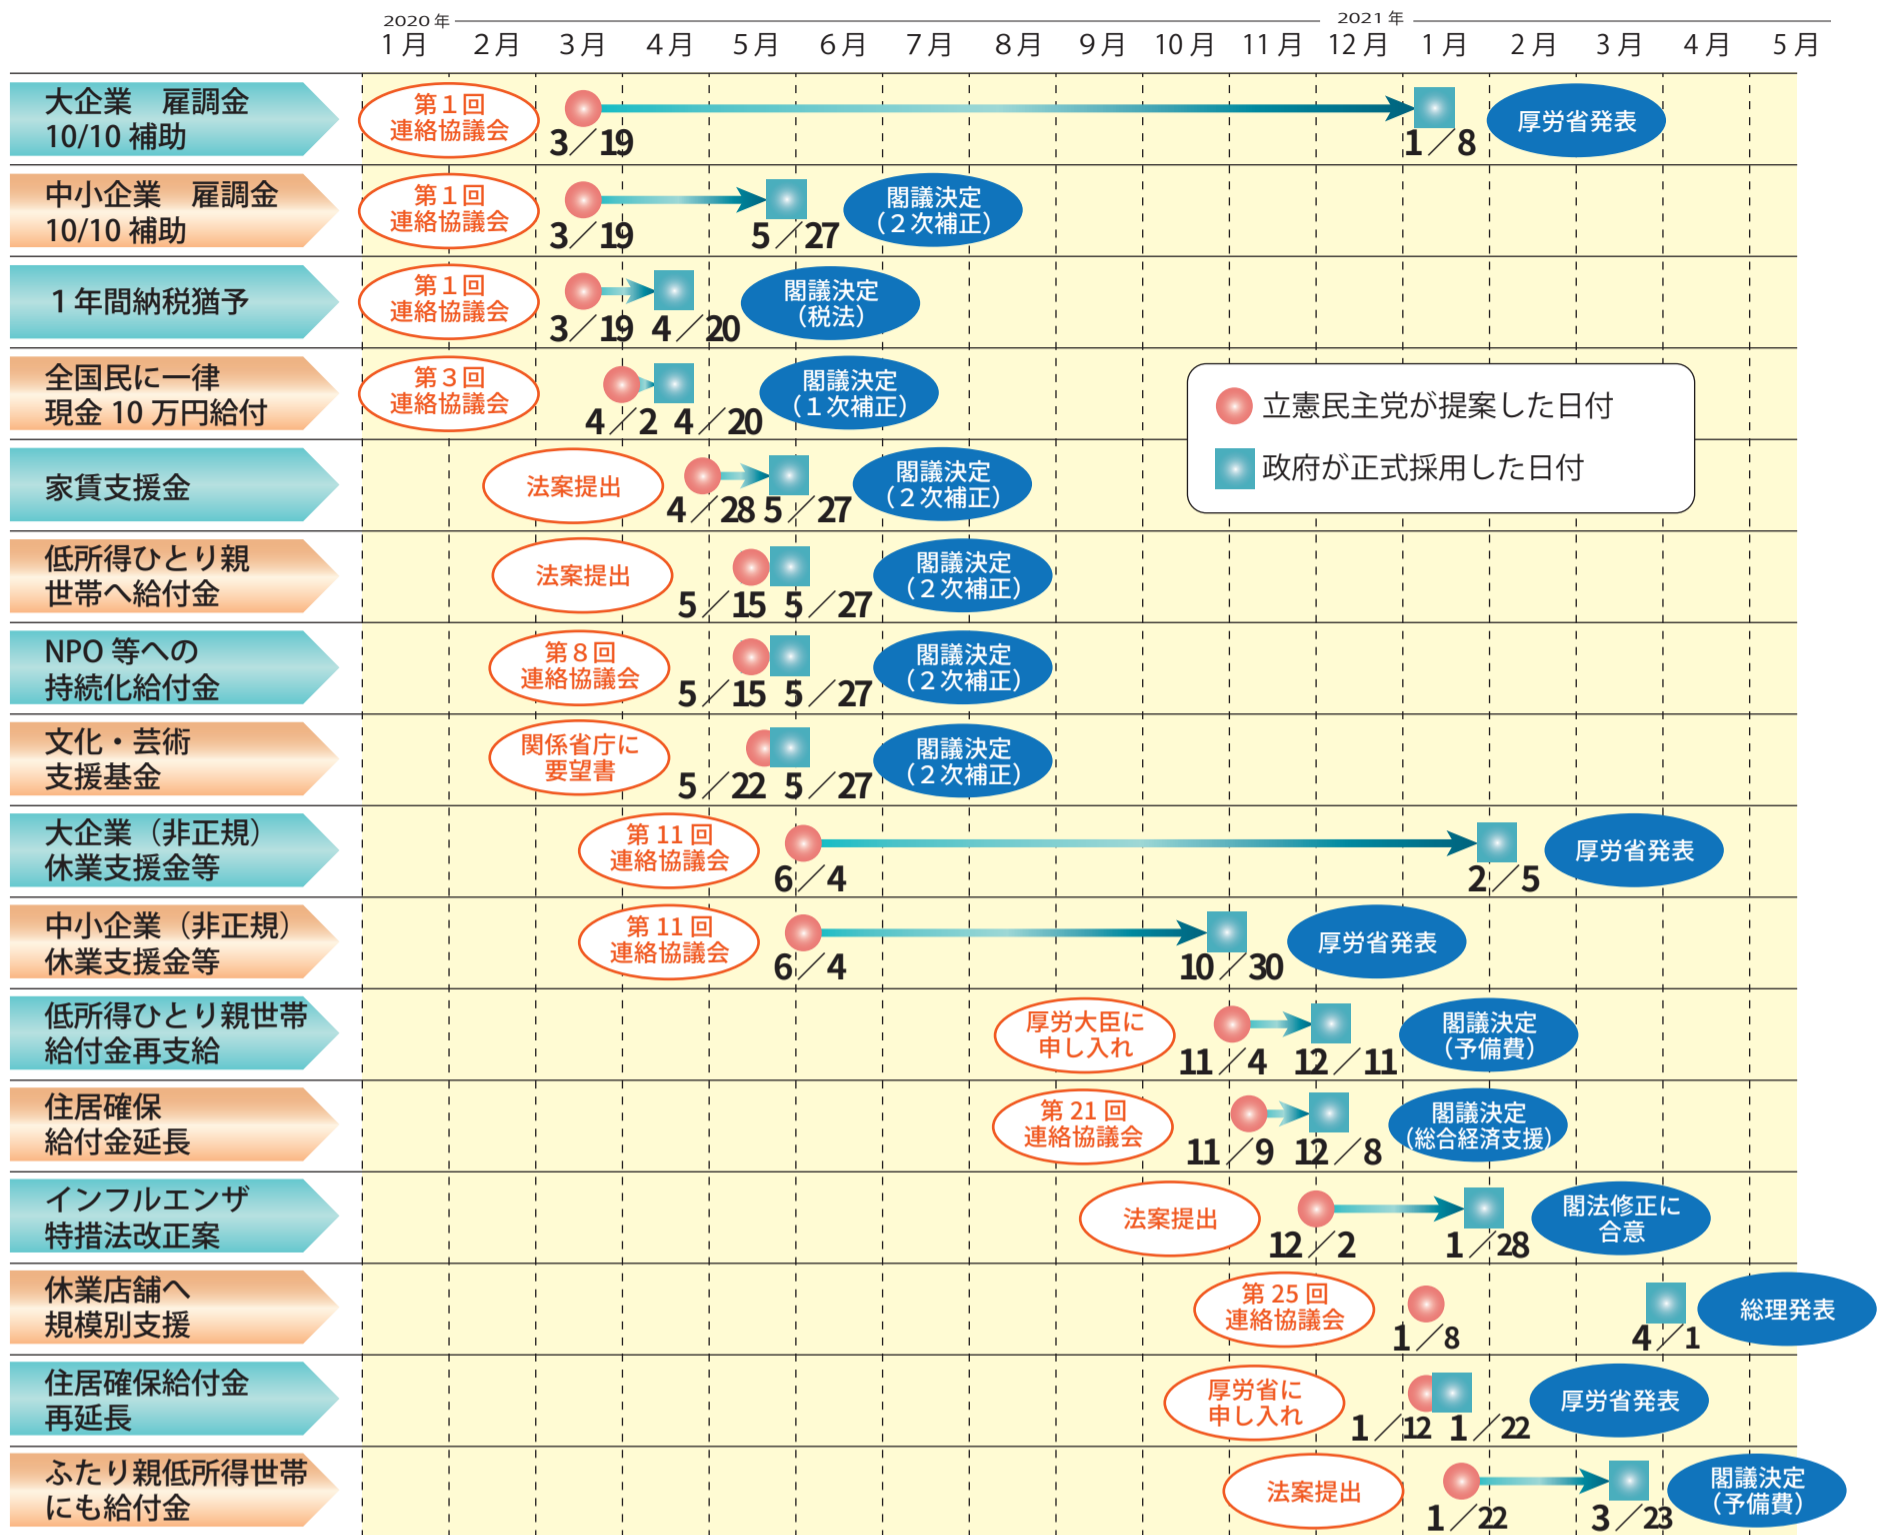 2020年
2021年
1月 2月 3月 4月 5月 6月 7月 8月 9月 10月 11月 12月 1月 2月 3月 4月 5月
大企業　雇調金
10/10 補助
第1回
連絡協議会
3／19
1／8
厚労省発表
中小企業　雇調金
10/10 補助
第1回
連絡協議会
3／19
5／27
閣議決定
（2次補正）
1年間納税猶予
第1回
連絡協議会
3／19
4／20
閣議決定
（税法）
全国民に一律
現金 10 万円給付
第3回
連絡協議会
4／2
4／20
閣議決定
（1次補正）
立憲民主党が提案した日付
政府が正式採用した日付
家賃支援金
法案提出
4／28
5／27
閣議決定
（2次補正）
低所得ひとり親
世帯へ給付金
法案提出
5／15
5／27
閣議決定
（2次補正）
NPO 等への
持続化給付金
第8回
連絡協議会
5／15
5／27
閣議決定
（2次補正）
文化・芸術
支援基金
関係省庁に
要望書
5／22
5／27
閣議決定
（2次補正）
大企業（非正規）
休業支援金等
第 11 回
連絡協議会
6／4
2／5
厚労省発表
中小企業（非正規）
休業支援金等
第 11 回
連絡協議会
6／4
10／30
厚労省発表
低所得ひとり親世帯
給付金再支給
厚労大臣に
申し入れ
11／4
12／11
閣議決定
（予備費）
住居確保
給付金延長
第 21 回
連絡協議会
11／9
12／8
閣議決定
（総合経済支援）
インフルエンザ
特措法改正案
法案提出
12／2
1／28
閣法修正に
合意
休業店舗へ
規模別支援
第 25 回
連絡協議会
1／8
4／1
総理発表
住居確保給付金
再延長
厚労省に
申し入れ
1／12
1／22
厚労省発表
ふたり親低所得世帯
にも給付金
法案提出
1／22
3／23
閣議決定
（予備費）